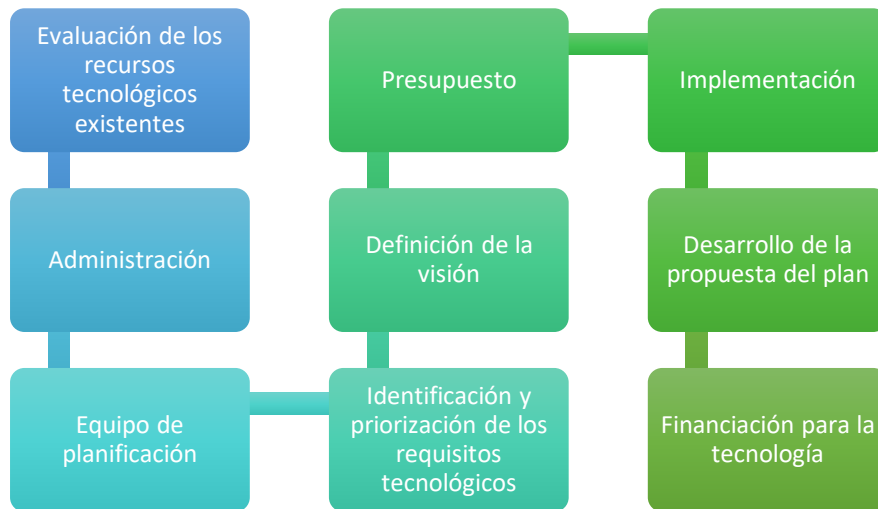 Evaluación de los
recursos
tecnológicos
existentes
Administración
Equipo de
planificación
Identificación y
priorización de los
requisitos
tecnológicos
Definición de la
visión
Presupuesto
Implementación
Desarrollo de la
propuesta del plan
Financiación para la
tecnología